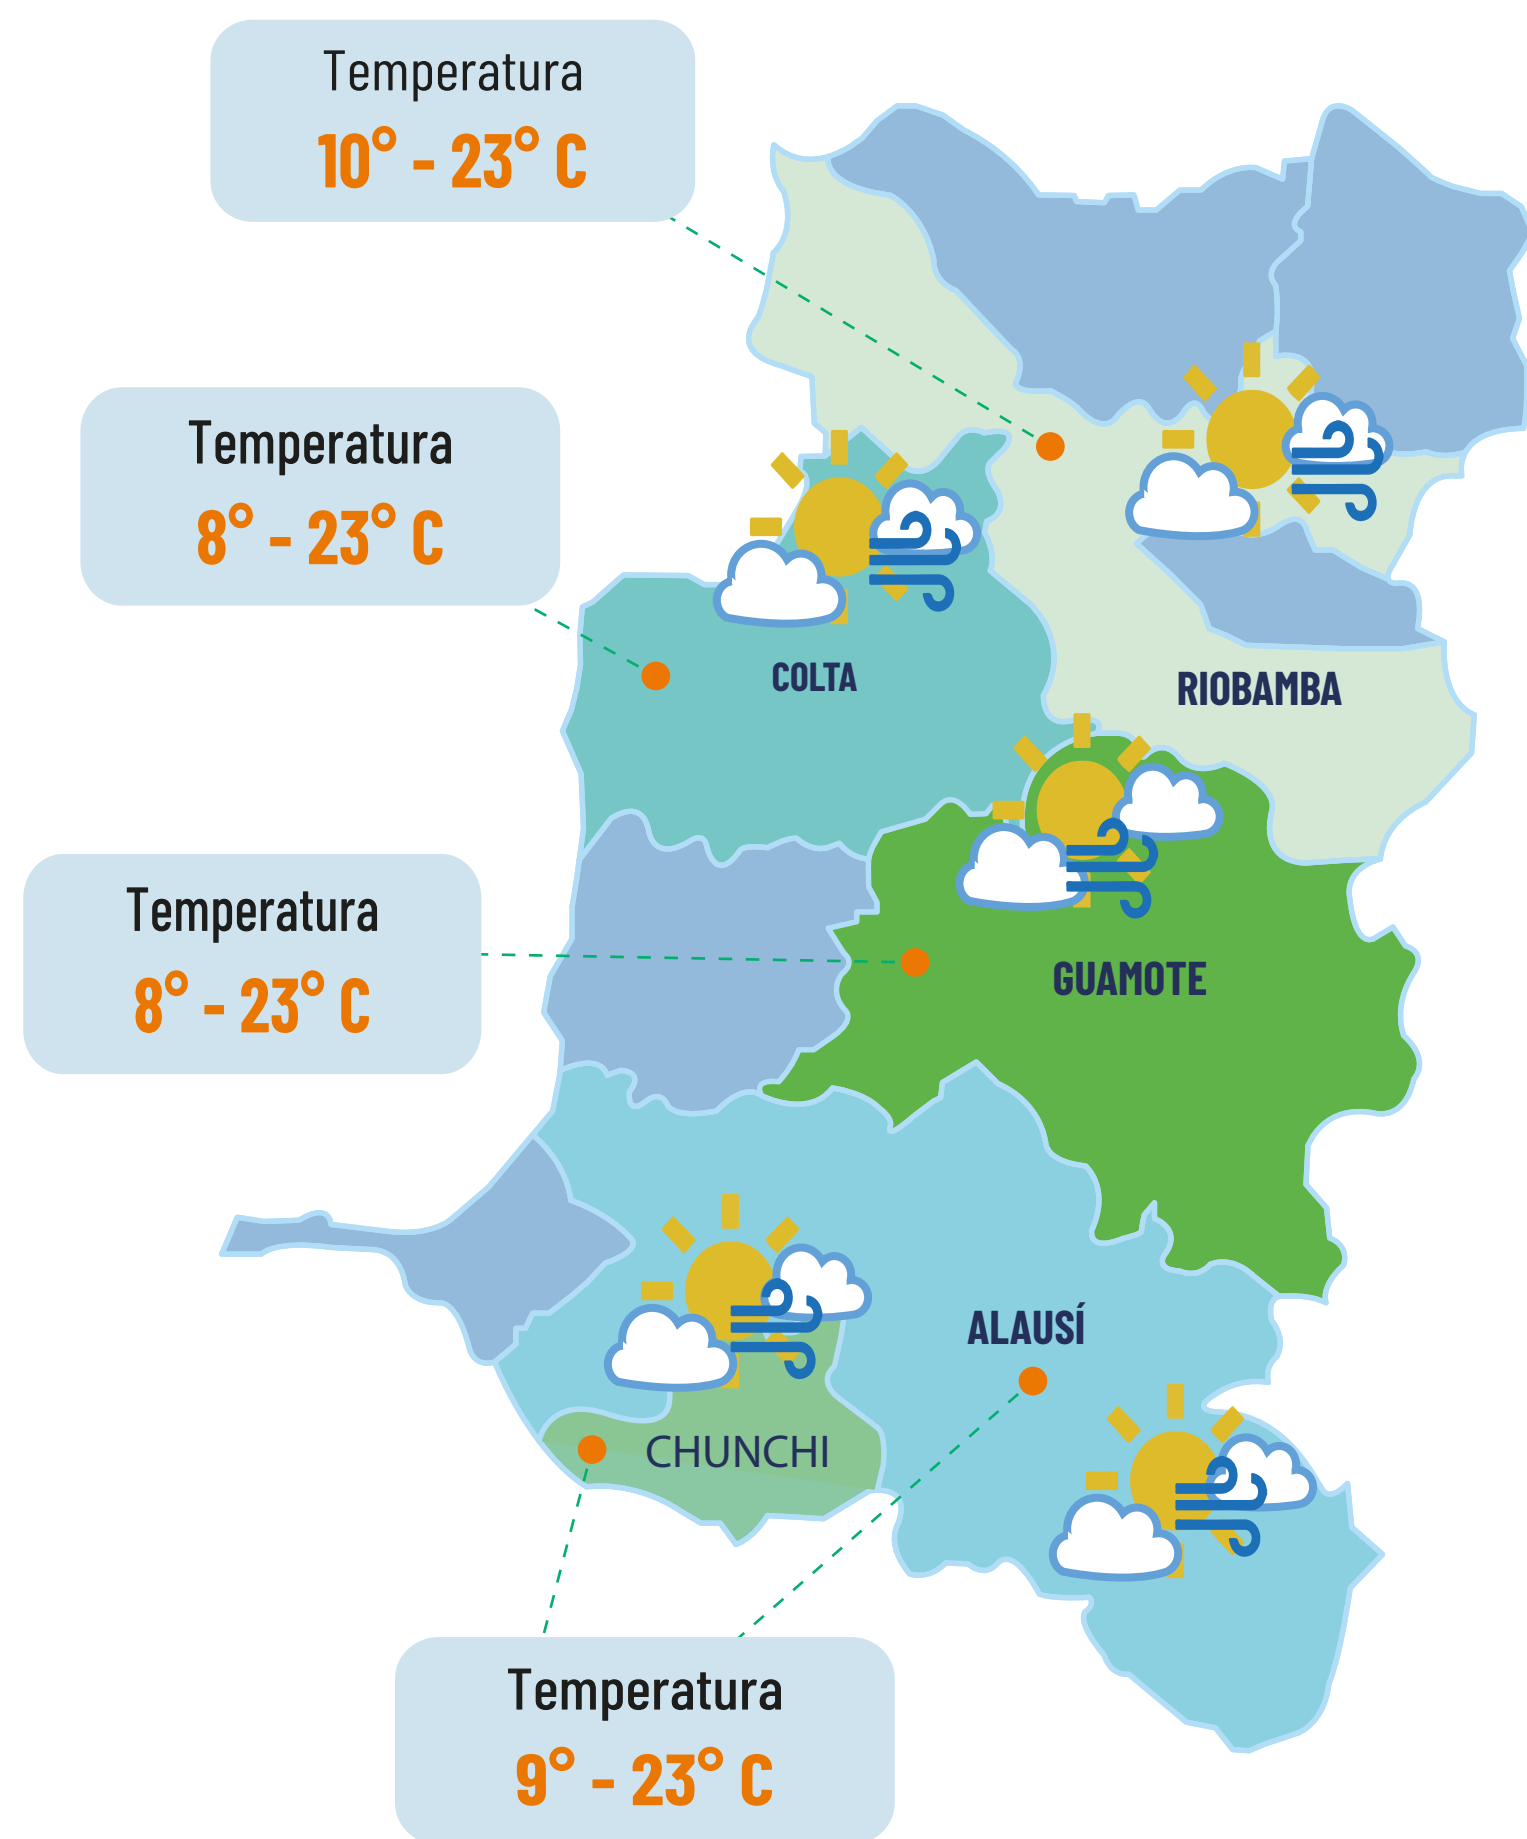 Temperatura
10° - 23° C
Temperatura
8° - 23° C
COLTA
RIOBAMBA
Temperatura
8° - 23° C
GUAMOTE
ALAUSÍ
CHUNCHI
Temperatura
9° - 23° C